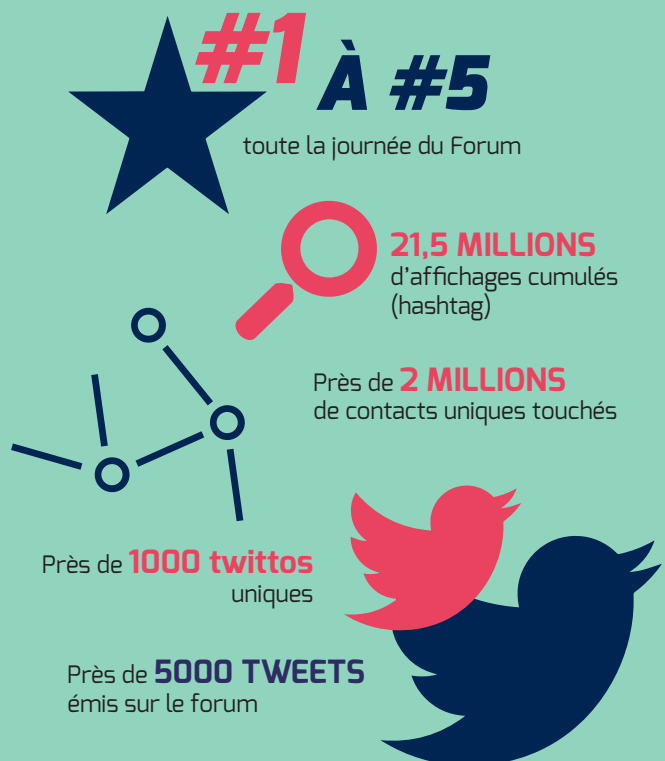 #1 À #5
toute la journée du Forum
21,5 MILLIONS
d'affichages cumulés
(hashtag)
Près de 2 MILLIONS
de contacts uniques touchés
Près de 1000 twittos
uniques
Près de 5000 TWEETS
émis sur le forum